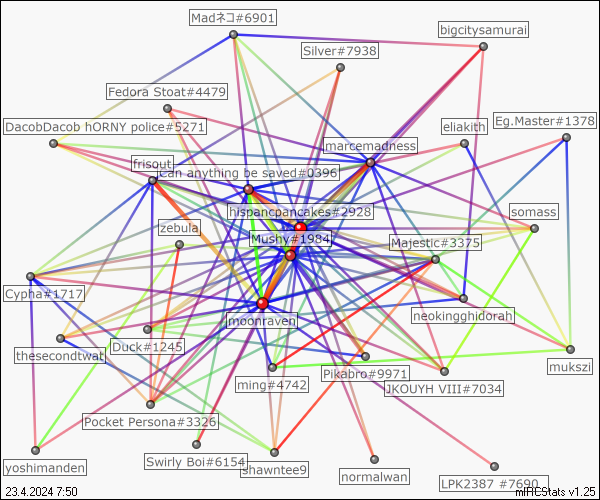 Madネコ#6901
bigcitysamurai
Silver#7938
Fedora Stoat#4479
Eg.Master#1378
DacobDacob hORNY police#5271
eliakith
marcemadness
frisout
Can anything be saved#0396
hispanicpancakes#2928
somass
zebula
Mushy#1984
Majestic#3375
Cypha#1717
neokingghidorah
moonraven
Duck#1245
thesecondtwat
mukszi
Pikabro#9971
ming#4742
JKOUYH VIII#7034
Pocket Persona#3326
Swirly Boi#6154
yoshimanden
shawntee9
normalwan
LPK2387 #7690
23.4.2024 7:50
mIRCStats v1.25